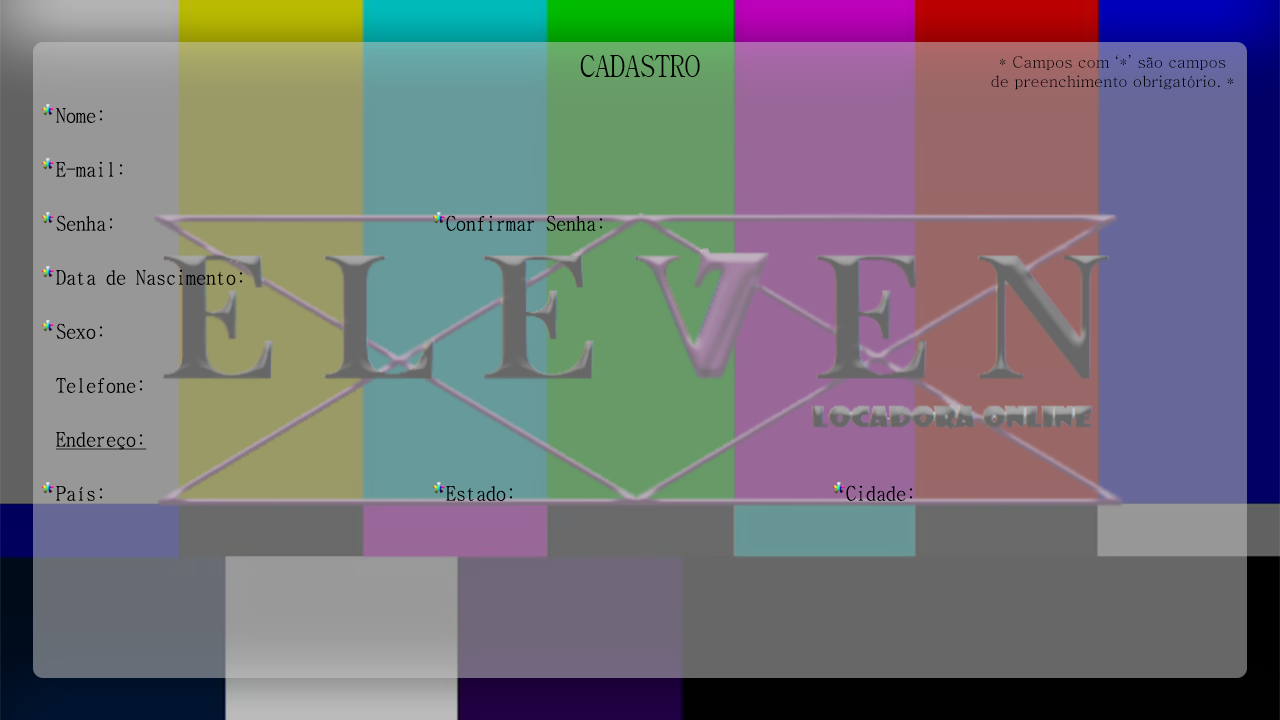 CADASTRO
* Campos com ‘*’ são campos
de preenchimento obrigatório. *
*Nome:
*E-mail:
*Senha: *Confirmar Senha:
*Data de Nascimento:
*Sexo:
Telefone:
Endereço:
*País: *Estado: *Cidade:
ELEVEN
LOCADORA ONLINE